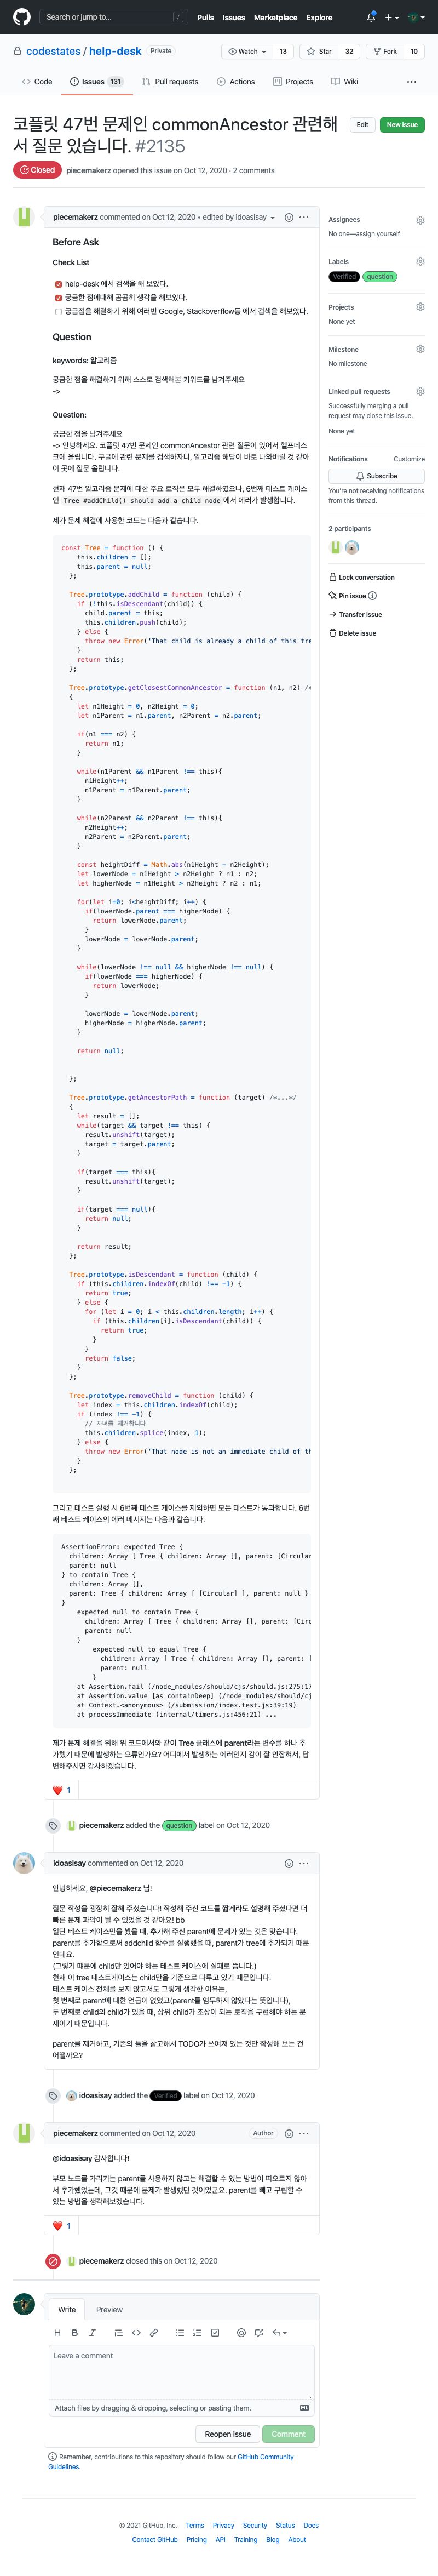 Search or jump to... /
Pulls Issues Marketplace Explore
codestates / help-desk Private
Watch 13 Star 32 Fork 10
Code Issues 131 Pull requests Actions Projects Wiki
코플릿 47번 문제인 commonAncestor 관련해
서 질문 있습니다. #2135
Edit New issue
Closed piecemakerz opened this issue on Oct 12, 2020 · 2 comments
piecemakerz commented on Oct 12, 2020 • edited by idoasisay
Before Ask
Check List
help-desk 에서 검색을 해 보았다.
궁금한 점에대해 곰곰히 생각을 해보았다.
궁금점을 해결하기 위해 여러번 Google, Stackoverflow등 에서 검색을 해보았다.
Question
keywords: 알고리즘
궁금한 점을 해결하기 위해 스스로 검색해본 키워드를 남겨주세요
->
Question:
궁금한 점을 남겨주세요
-> 안녕하세요. 코플릿 47번 문제인 commonAncestor 관련 질문이 있어서 헬프데스
크에 올립니다. 구글에 관련 문제를 검색하자니, 알고리즘 해답이 바로 나와버릴 것 같아
이 곳에 질문 올립니다.
현재 47번 알고리즘 문제에 대한 주요 로직은 모두 해결하였으나, 6번째 테스트 케이스
인 Tree #addChild() should add a child node 에서 에러가 발생합니다.
제가 문제 해결에 사용한 코드는 다음과 같습니다.
const Tree = function () {
this.children = [];
this.parent = null;
};
Tree.prototype.addChild = function (child) {
if (!this.isDescendant(child)) {
child.parent = this;
this.children.push(child);
} else {
throw new Error('That child is already a child of this tre
}
return this;
};
Tree.prototype.getClosestCommonAncestor = function (n1, n2) /*
{
let n1Height = 0, n2Height = 0;
let n1Parent = n1.parent, n2Parent = n2.parent;
if(n1 === n2) {
return n1;
}
while(n1Parent && n1Parent !== this){
n1Height++;
n1Parent = n1Parent.parent;
}
while(n2Parent && n2Parent !== this){
n2Height++;
n2Parent = n2Parent.parent;
}
const heightDiff = Math.abs(n1Height - n2Height);
let lowerNode = n1Height > n2Height ? n1 : n2;
let higherNode = n1Height > n2Height ? n2 : n1;
for(let i=0; i<heightDiff; i++) {
if(lowerNode.parent === higherNode) {
return lowerNode.parent;
}
lowerNode = lowerNode.parent;
}
while(lowerNode !== null && higherNode !== null) {
if(lowerNode === higherNode) {
return lowerNode;
}
lowerNode = lowerNode.parent;
higherNode = higherNode.parent;
}
return null;
};
Tree.prototype.getAncestorPath = function (target) /*...*/
{
let result = [];
while(target && target !== this) {
result.unshift(target);
target = target.parent;
}
if(target === this){
result.unshift(target);
}
if(target === null){
return null;
}
return result;
};
Tree.prototype.isDescendant = function (child) {
if (this.children.indexOf(child) !== -1) {
return true;
} else {
for (let i = 0; i < this.children.length; i++) {
if (this.children[i].isDescendant(child)) {
return true;
}
}
return false;
}
};
Tree.prototype.removeChild = function (child) {
let index = this.children.indexOf(child);
if (index !== -1) {
// 자녀를 제거합니다
this.children.splice(index, 1);
} else {
throw new Error('That node is not an immediate child of th
}
};
그리고 테스트 실행 시 6번째 테스트 케이스를 제외하면 모든 테스트가 통과합니다. 6번
째 테스트 케이스의 에러 메시지는 다음과 같습니다.
AssertionError: expected Tree {
children: Array [ Tree { children: Array [], parent: [Circular
parent: null
} to contain Tree {
children: Array [],
parent: Tree { children: Array [ [Circular] ], parent: null }
}
expected null to contain Tree {
children: Array [ Tree { children: Array [], parent: [Circ
parent: null
}
expected null to equal Tree {
children: Array [ Tree { children: Array [], parent: [
parent: null
}
at Assertion.fail (/node_modules/should/cjs/should.js:275:17
at Assertion.value [as containDeep] (/node_modules/should/cj
at Context.<anonymous> (/submission/index.test.js:39:19)
at processImmediate (internal/timers.js:456:21) ...
제가 문제 해결을 위해 위 코드에서와 같이 Tree 클래스에 parent라는 변수를 하나 추
가했기 때문에 발생하는 오류인가요? 어디에서 발생하는 에러인지 감이 잘 안잡혀서, 답
변해주시면 감사하겠습니다.
1
piecemakerz added the question label on Oct 12, 2020
idoasisay commented on Oct 12, 2020
안녕하세요, @piecemakerz 님!
질문 작성을 굉장히 잘해 주셨습니다! 작성해 주신 코드를 짧게라도 설명해 주셨다면 더
빠른 문제 파악이 될 수 있었을 것 같아요! bb
일단 테스트 케이스만을 봤을 때, 추가해 주신 parent에 문제가 있는 것은 맞습니다.
parent를 추가함으로써 addchild 함수를 실행했을 때, parent가 tree에 추가되기 때문
인데요.
(그렇기 때문에 child만 있어야 하는 테스트 케이스에 실패로 뜹니다.)
현재 이 tree 테스트케이스는 child만을 기준으로 다루고 있기 때문입니다.
테스트 케이스 전체를 보지 않고서도 그렇게 생각한 이유는,
첫 번째로 parent에 대한 언급이 없었고(parent를 염두하지 않았다는 뜻입니다),
두 번째로 child의 child가 있을 때, 상위 child가 조상이 되는 로직을 구현해야 하는 문
제이기 때문입니다.
parent를 제거하고, 기존의 틀을 참고해서 TODO가 쓰여져 있는 것만 작성해 보는 건
어떨까요?
idoasisay added the Verified label on Oct 12, 2020
piecemakerz commented on Oct 12, 2020 Author
@idoasisay 감사합니다!
부모 노드를 가리키는 parent를 사용하지 않고는 해결할 수 있는 방법이 떠오르지 않아
서 추가했었는데, 그것 때문에 문제가 발생했던 것이었군요. parent를 빼고 구현할 수
있는 방법을 생각해보겠습니다.
1
piecemakerz closed this on Oct 12, 2020
Write Preview
Leave a comment
Attach files by dragging & dropping, selecting or pasting them.
Reopen issue Comment
Remember, contributions to this repository should follow our GitHub Community
Guidelines.
Assignees
No one—assign yourself
Labels
Verified question
Projects
None yet
Milestone
No milestone
Linked pull requests
Successfully merging a pull
request may close this issue.
None yet
Notifications Customize
Subscribe
You're not receiving notifications
from this thread.
2 participants
Lock conversation
Pin issue
Transfer issue
Delete issue
© 2021 GitHub, Inc. Terms Privacy Security Status Docs
Contact GitHub Pricing API Training Blog About